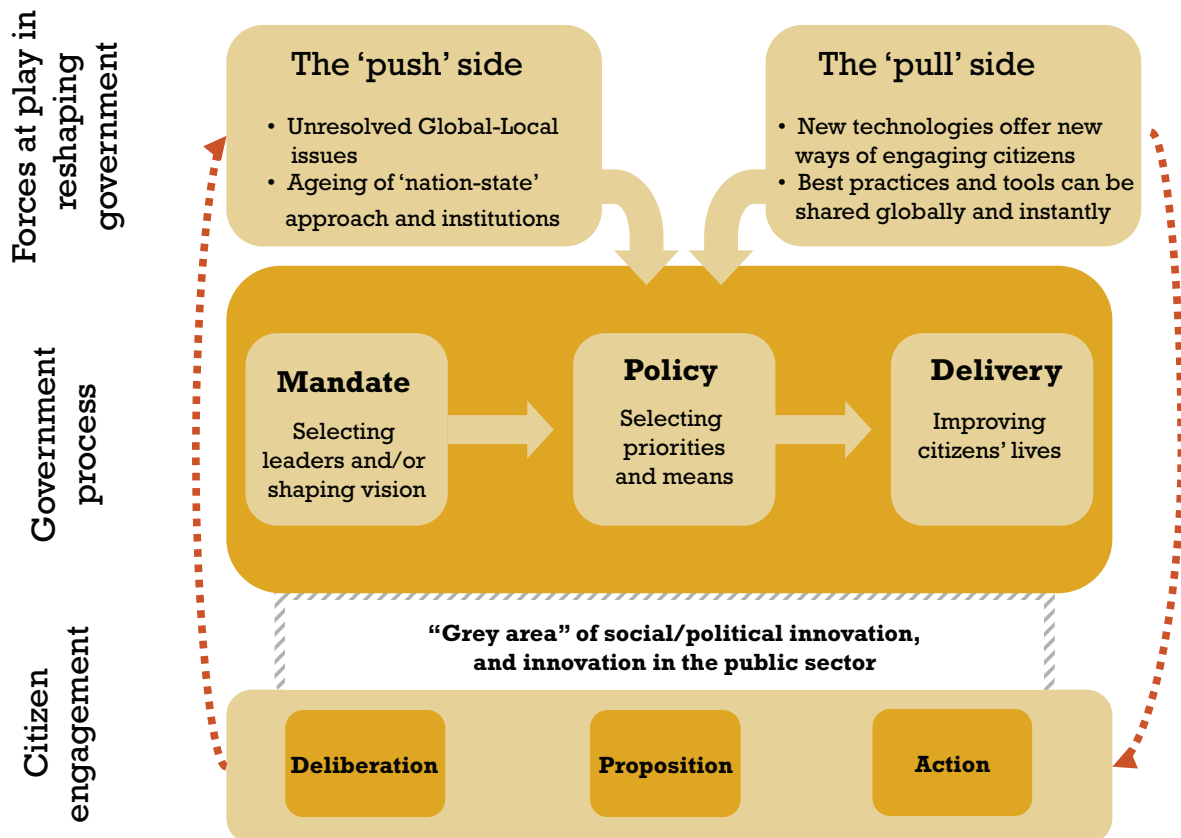 Forces at play in
reshaping
government
The ‘push’ side
• Unresolved Global-Local
issues
• Ageing of ‘nation-state’
approach and institutions
The ‘pull’ side
• New technologies offer new
ways of engaging citizens
• Best practices and tools can be
shared globally and instantly
Government
process
Mandate
Selecting
leaders and/or
shaping vision
Policy
Selecting
priorities
and means
Delivery
Improving
citizens’ lives
Citizen
engagement
“Grey area” of social/political innovation,
and innovation in the public sector
Deliberation
Proposition
Action